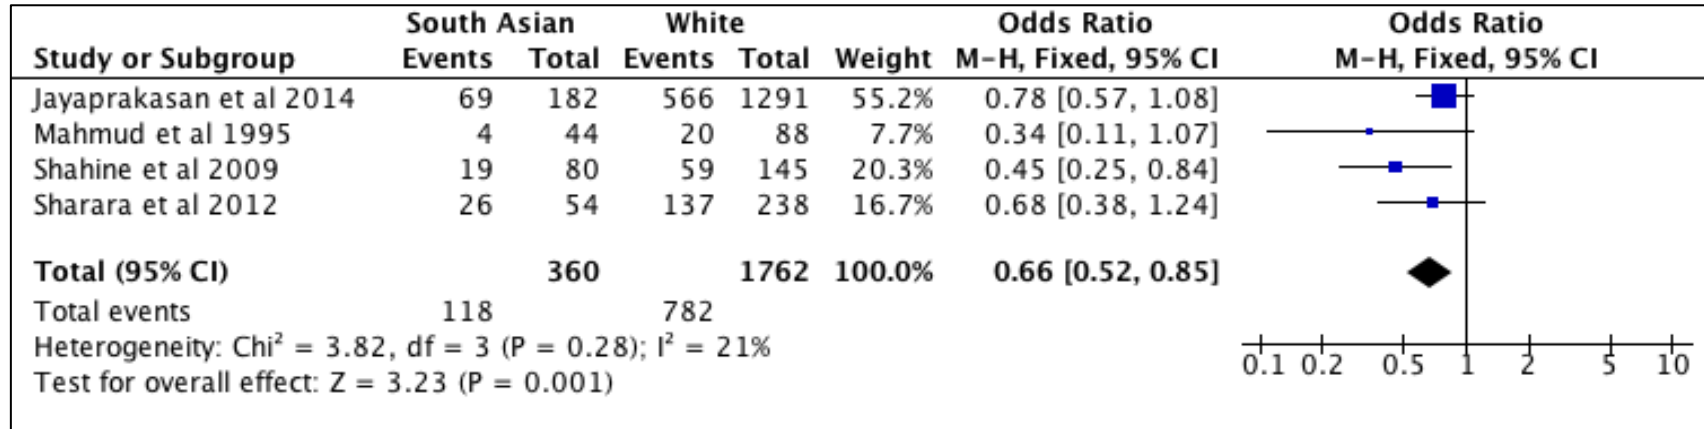 South Asian White Odds Ratio Odds Ratio
Study or Subgroup Events Total Events Total Weight M-H, Fixed, 95% CI M-H, Fixed, 95% CI
Jayaprakasan et al 2014 69 182 566 1291 55.2% 0.78 [0.57, 1.08]
Mahmud et al 1995 4 44 20 88 7.7% 0.34 [0.11, 1.07]
Shahine et al 2009 19 80 59 145 20.3% 0.45 [0.25, 0.84]
Sharara et al 2012 26 54 137 238 16.7% 0.68 [0.38, 1.24]
Total (95% CI) 360 1762 100.0% 0.66 [0.52, 0.85]
Total events 118 782
Heterogeneity: Chi² = 3.82, df = 3 (P = 0.28); I² = 21%
Test for overall effect: Z = 3.23 (P = 0.001)
0.1 0.2 0.5 1 2 5 10